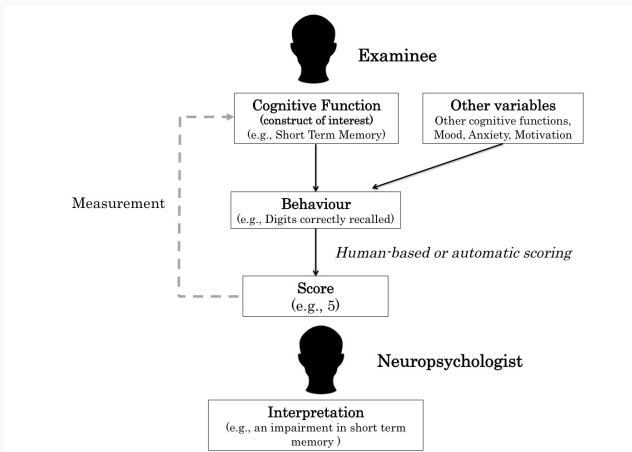 Examinee
Cognitive Function
(construct of interest)
(e.g., Short Term Memory)
Other variables
Other cognitive functions,
Mood, Anxiety, Motivation
Measurement
Behaviour
(e.g., Digits correctly recalled)
Human-based or automatic scoring
Score
(e.g., 5)
Neuropsychologist
Interpretation
(e.g., an impairment in short term
memory )